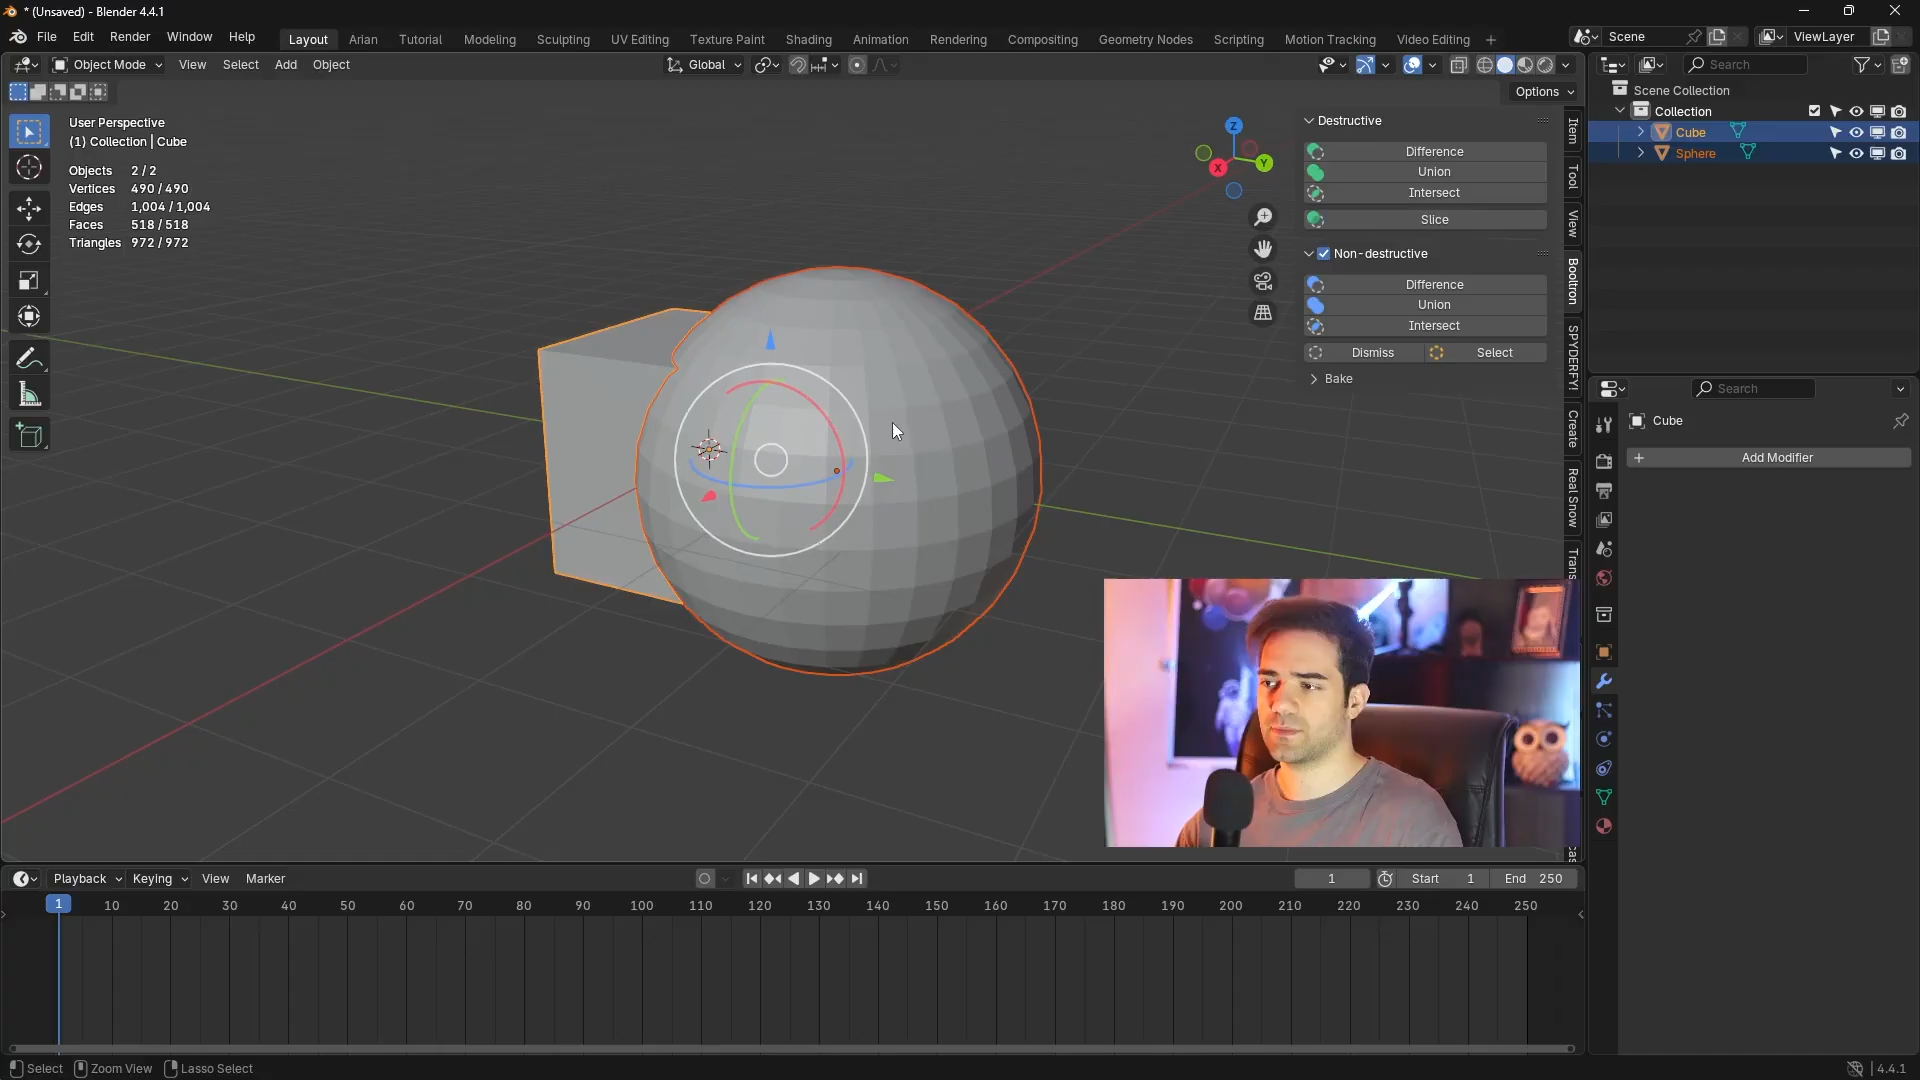 * (Unsaved) - Blender 4.4.1
File Edit Render Window Help
Layout Arian Tutorial Modeling Sculpting UV Editing Texture Paint Shading Animation Rendering Compositing Geometry Nodes Scripting Motion Tracking Video Editing +
Scene
ViewLayer
Object Mode View Select Add Object
Global
Options
User Perspective
(1) Collection | Cube
Objects 2 / 2
Vertices 490 / 490
Edges 1,004 / 1,004
Faces 518 / 518
Triangles 972 / 972
Z
Y
X
Destructive
Difference
Union
Intersect
Slice
Non-destructive
Difference
Union
Intersect
Dismiss Select
Bake
Item
Tool
View
Booltron
SPYDERFY!
Create
Real Snow
Trans
Search
Scene Collection
Collection
Cube
Sphere
Search
Cube
+ Add Modifier
Playback Keying View Marker
1
Start 1
End 250
1 10 20 30 40 50 60 70 80 90 100 110 120 130 140 150 160 170 180 190 200 210 220 230 240 250
Select Zoom View Lasso Select
4.4.1